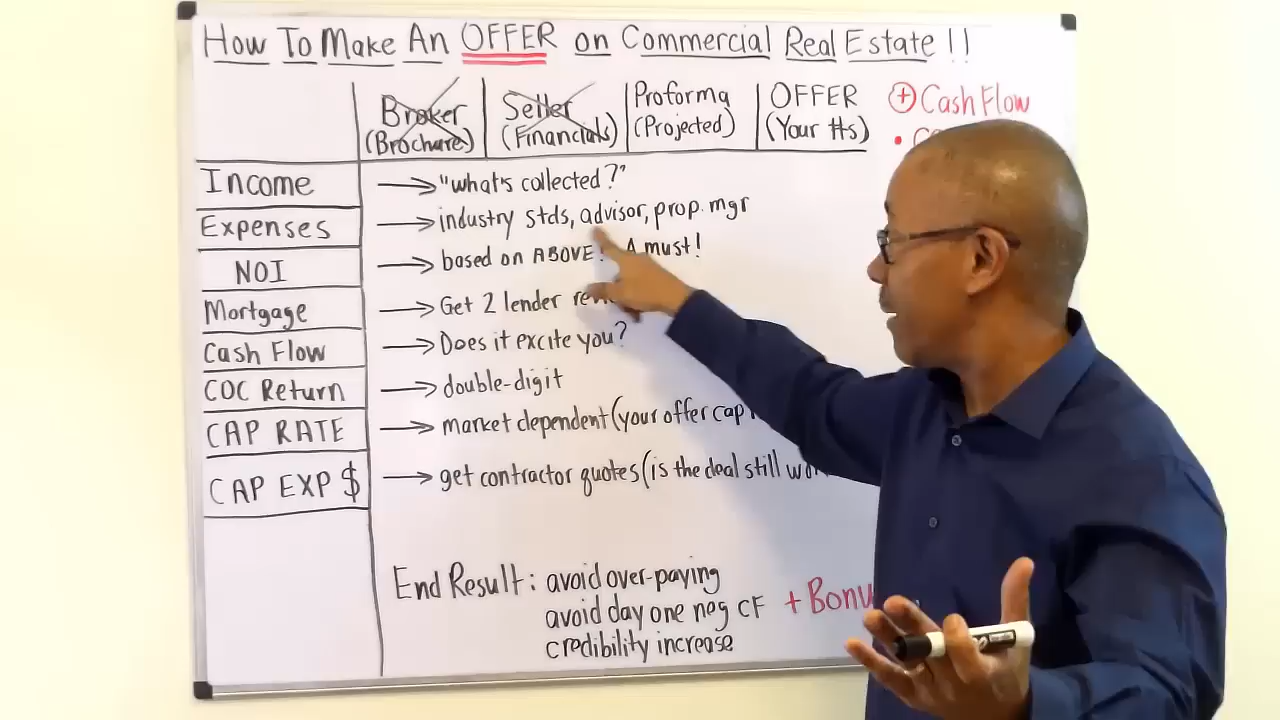 How To Make An OFFER on Commercial Real Estate!!
Broker (Brochure) Seller (Financials) Proforma (Projected) OFFER (Your #s) + Cash Flow
Income → "what's collected?"
Expenses → industry stds, advisor, prop. mgr
NOI → based on ABOVE! A must!
Mortgage → Get 2 lender
Cash Flow → Does it excite you?
COC Return → double-digit
CAP RATE → market dependent (your offer cap
CAP EXP $ → get contractor quotes (is the deal still
End Result: avoid over-paying
avoid day one neg CF + Bonu
credibility increase